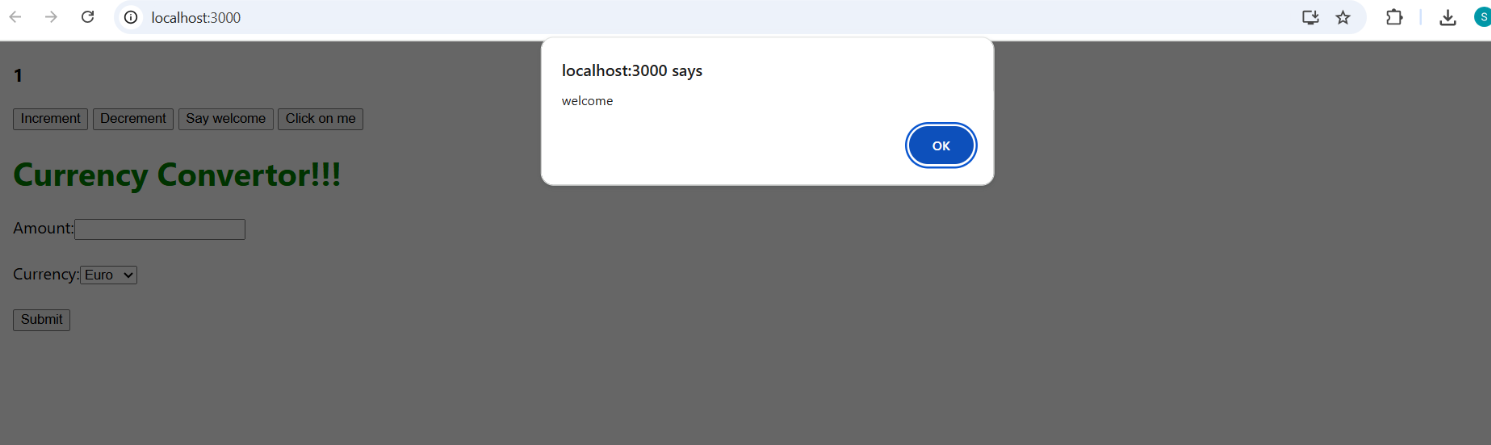 localhost:3000
S
localhost:3000 says
welcome
OK
1
Increment Decrement Say welcome Click on me
Currency Convertor!!!
Amount:
Currency: Euro
Submit